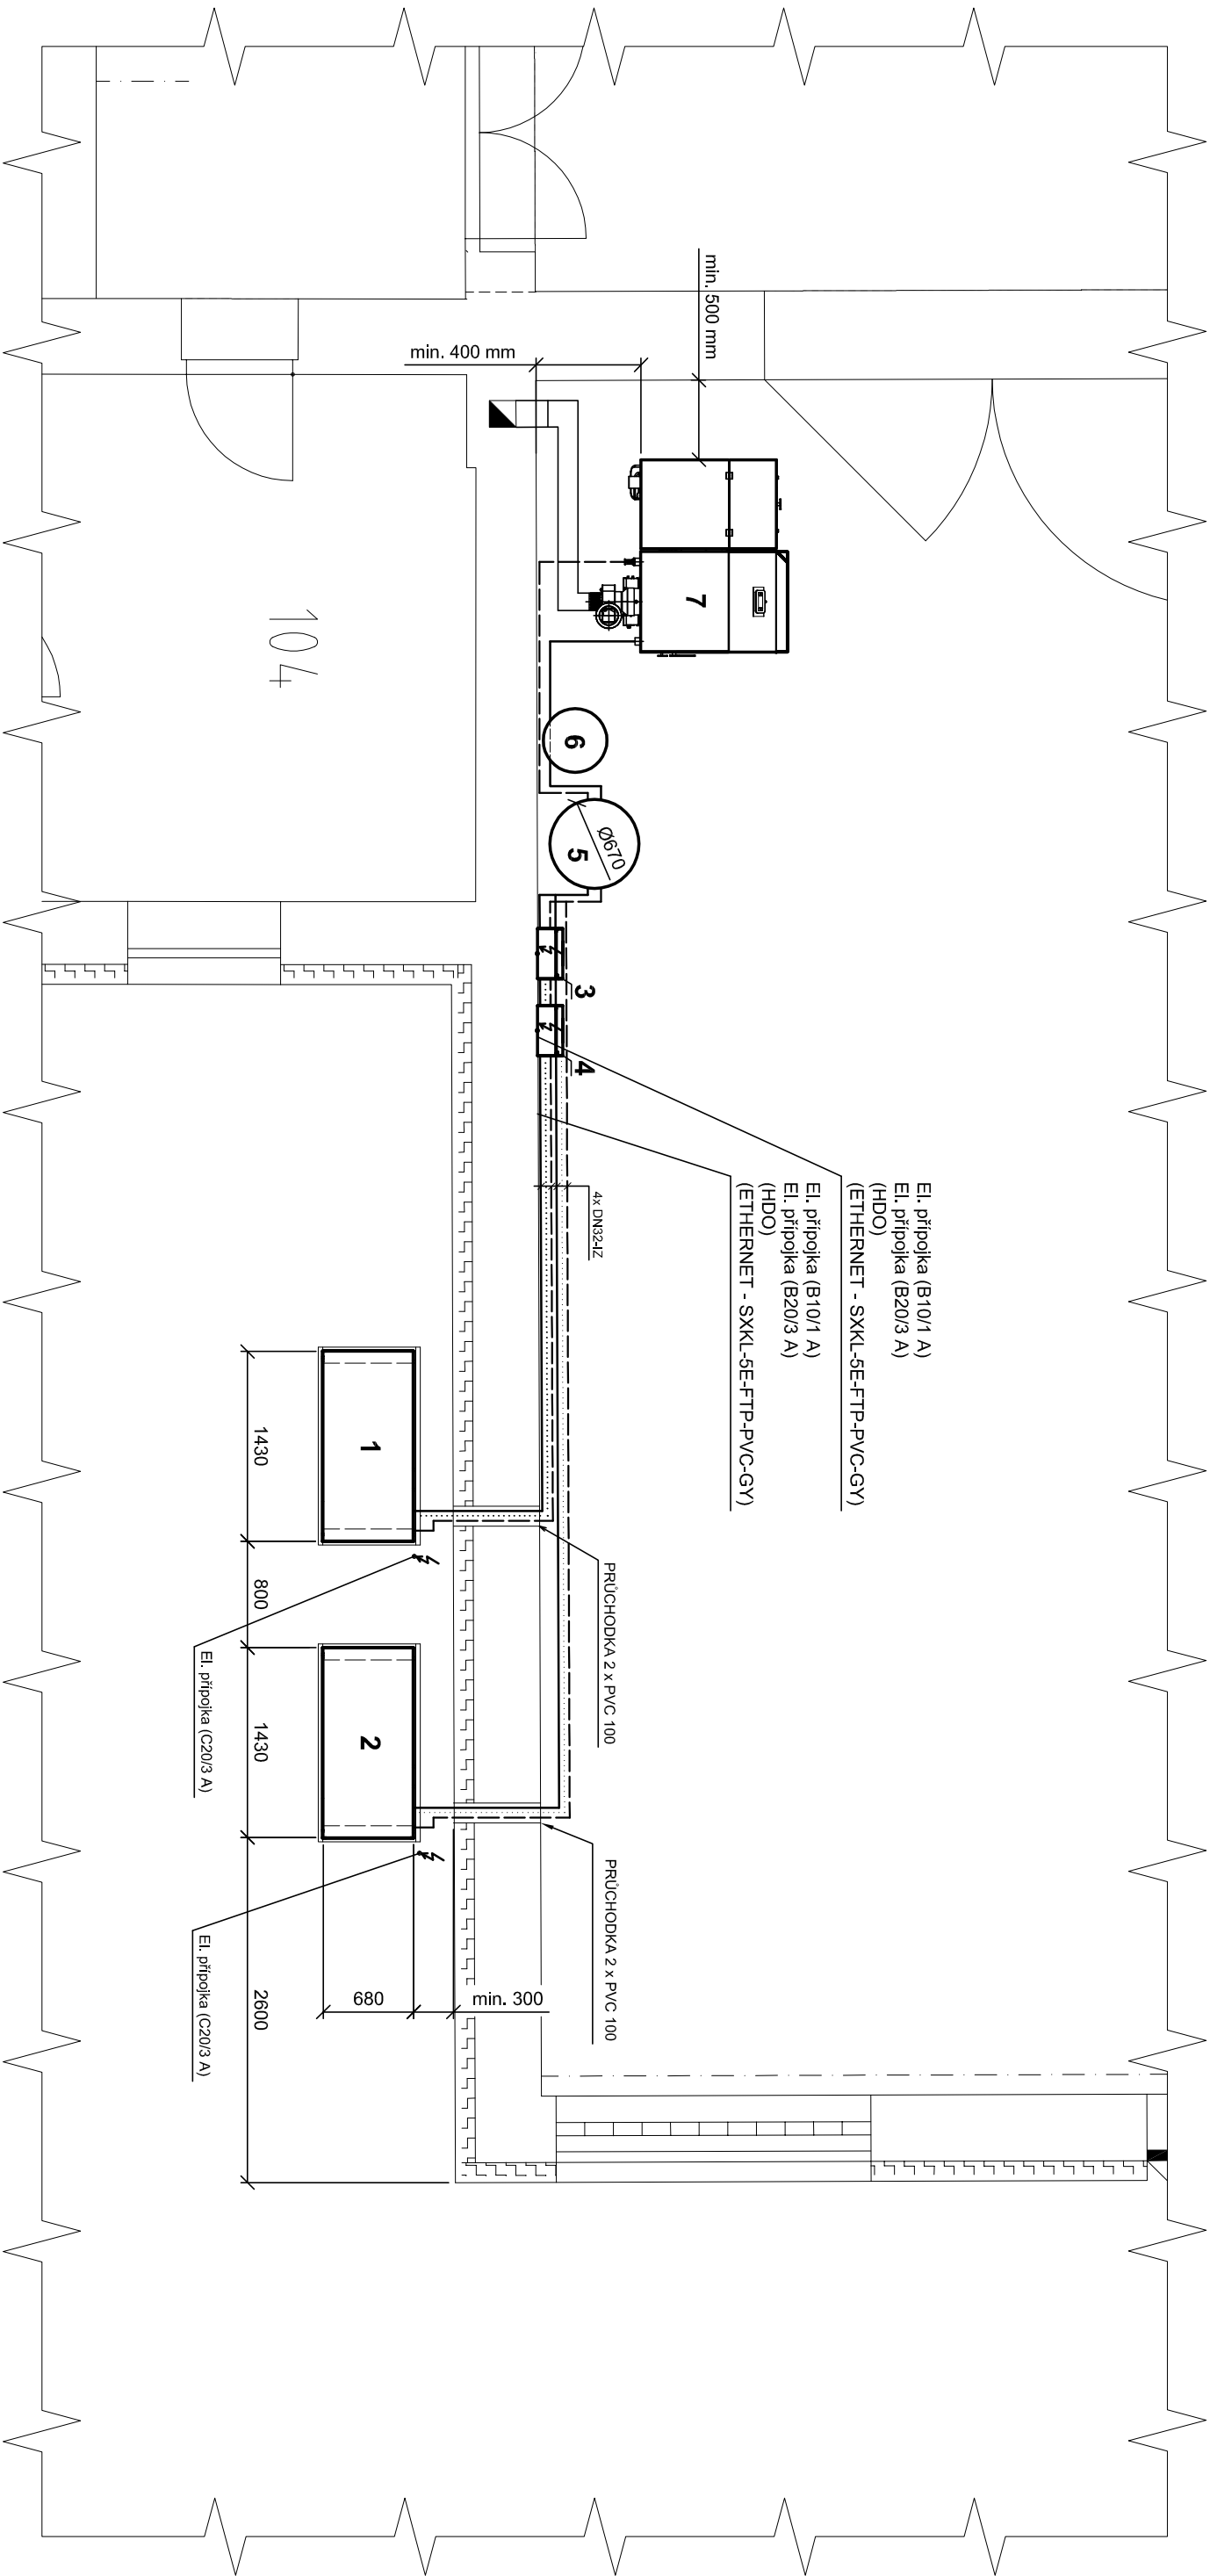 min. 500 mm
min. 400 mm
7
104
6
Ø670
5
3
4
El. přípojka (B10/1 A)
El. přípojka (B20/3 A)
(HDO)
(ETHERNET - SXKL-5E-FTP-PVC-GY)
El. přípojka (B10/1 A)
El. přípojka (B20/3 A)
(HDO)
(ETHERNET - SXKL-5E-FTP-PVC-GY)
4x DN32-IZ
1
1430
800
PRŮCHODKA 2 x PVC 100
El. přípojka (C20/3 A)
2
1430
PRŮCHODKA 2 x PVC 100
El. přípojka (C20/3 A)
2600
680
min. 300